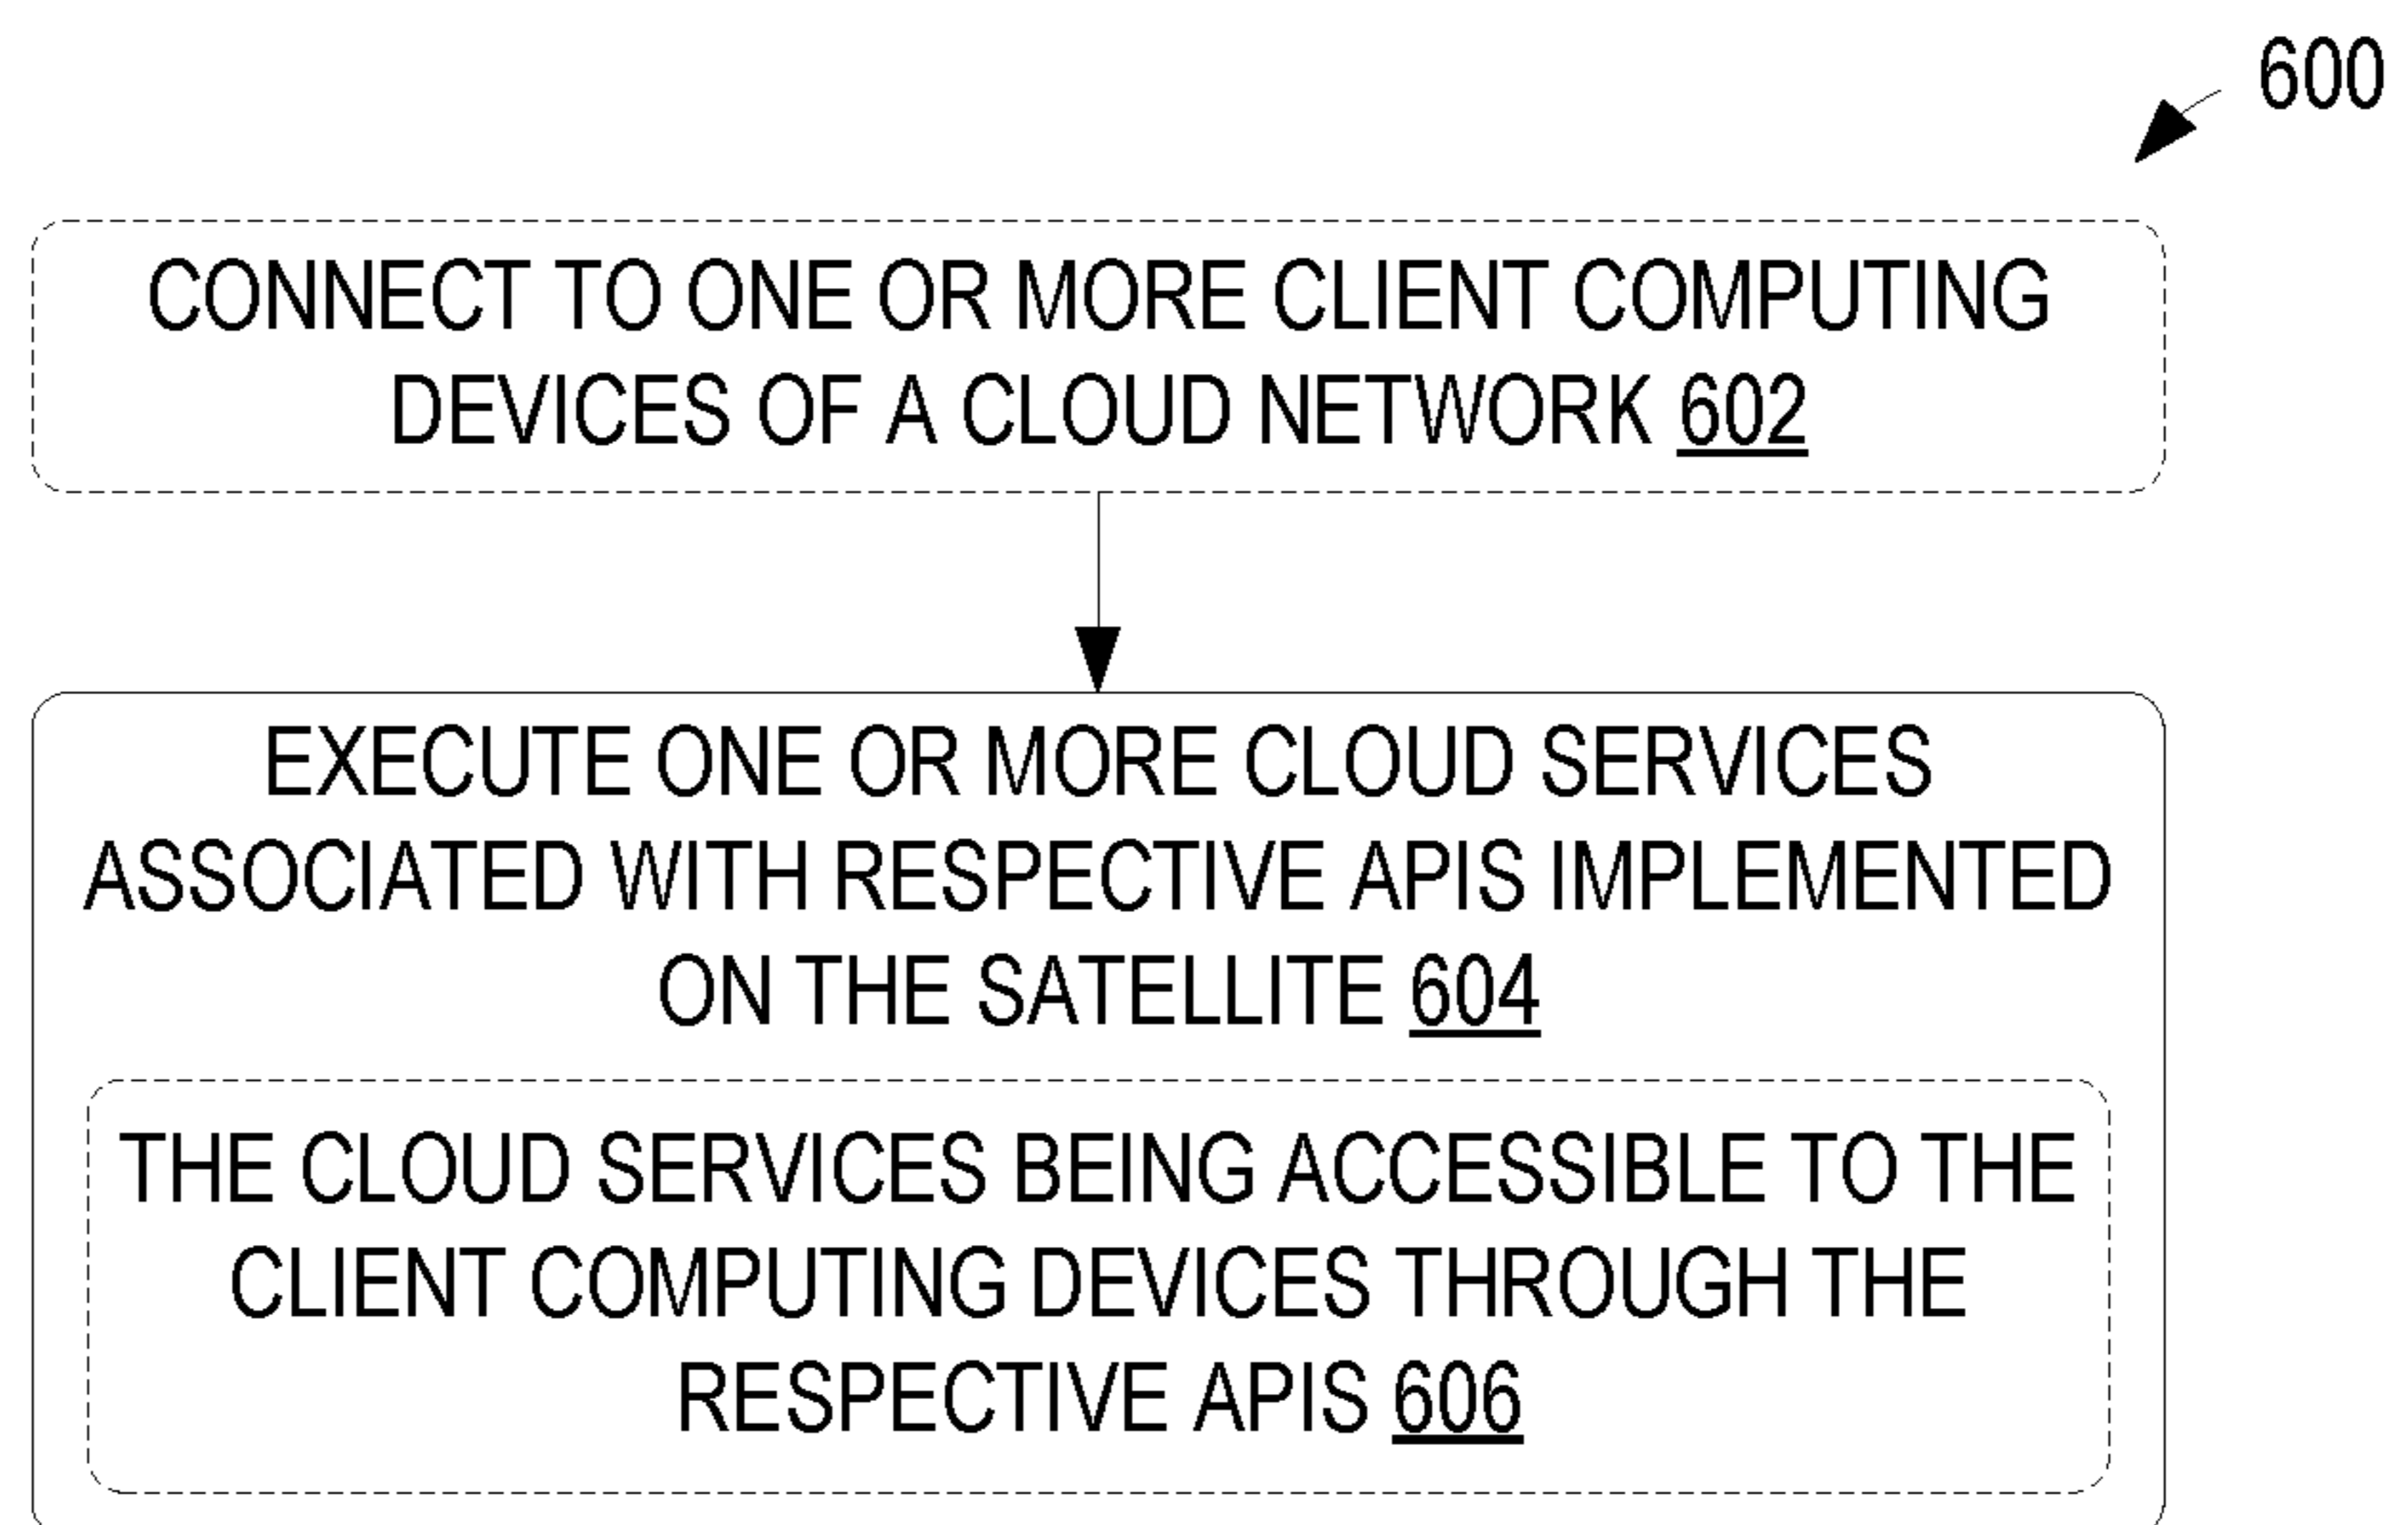 600
CONNECT TO ONE OR MORE CLIENT COMPUTING
DEVICES OF A CLOUD NETWORK 602
EXECUTE ONE OR MORE CLOUD SERVICES
ASSOCIATED WITH RESPECTIVE APIS IMPLEMENTED
ON THE SATELLITE 604
THE CLOUD SERVICES BEING ACCESSIBLE TO THE
CLIENT COMPUTING DEVICES THROUGH THE
RESPECTIVE APIS 606